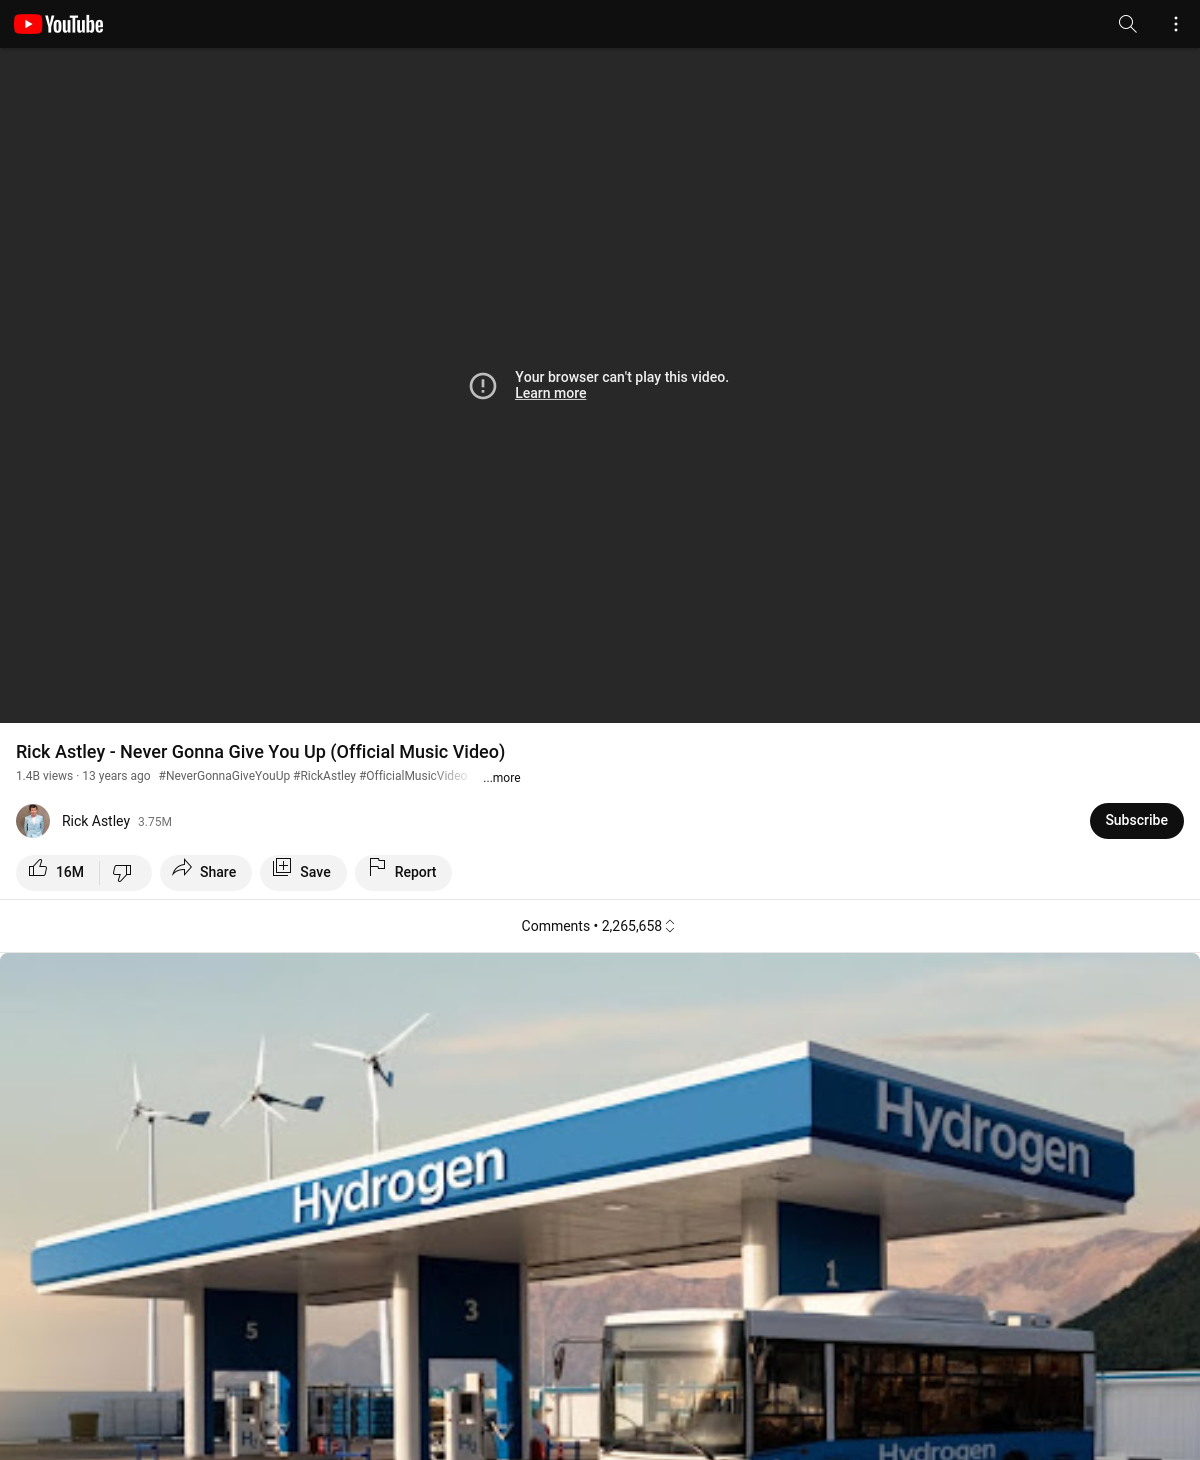 YouTube
Your browser can't play this video.
Learn more
Rick Astley - Never Gonna Give You Up (Official Music Video)
1.4B views · 13 years ago #NeverGonnaGiveYouUp #RickAstley #OfficialMusicVideo ...more
Rick Astley 3.75M
Subscribe
16M
Share
Save
Report
Comments • 2,265,658
Hydrogen
Hydrogen
1
3
5
H₂
H₂
Hydrogen